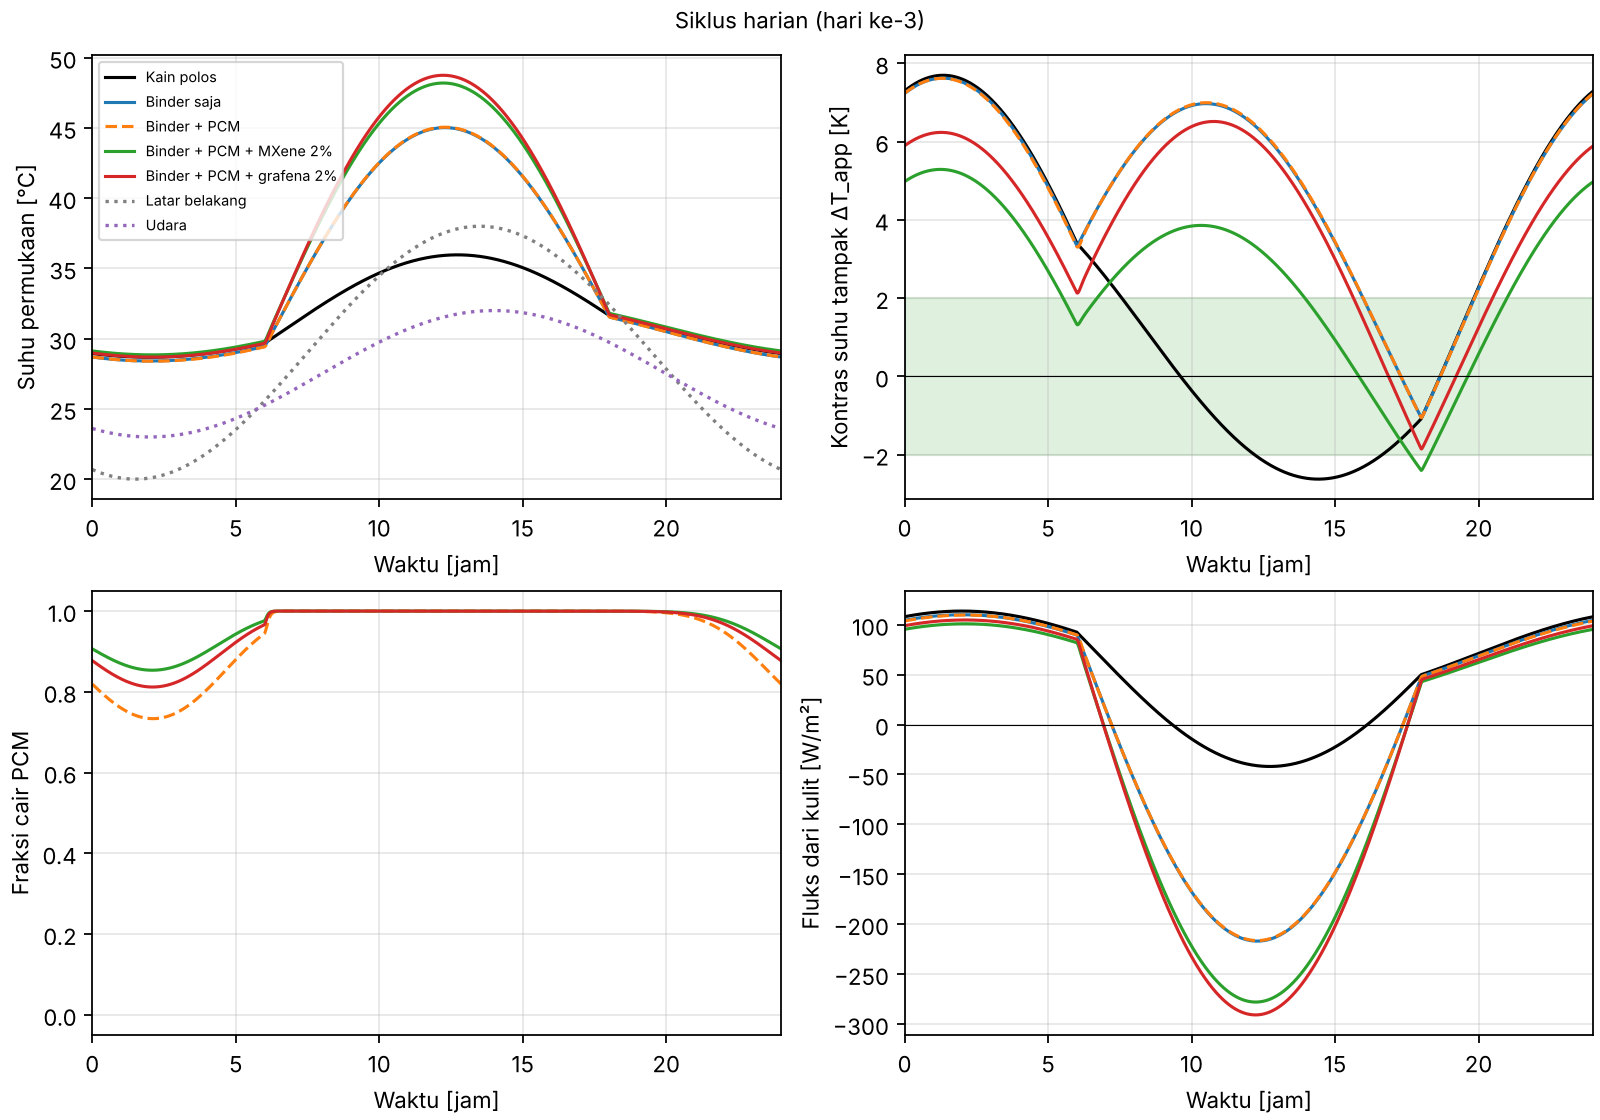 Siklus harian (hari ke-3)
50
45
40
35
30
25
20
Suhu permukaan [°C]
Kain polos
Binder saja
Binder + PCM
Binder + PCM + MXene 2%
Binder + PCM + grafena 2%
Latar belakang
Udara
0 5 10 15 20
Waktu [jam]
8
6
4
2
0
−2
Kontras suhu tampak ΔT_app [K]
0 5 10 15 20
Waktu [jam]
1.0
0.8
0.6
0.4
0.2
0.0
Fraksi cair PCM
0 5 10 15 20
Waktu [jam]
100
50
0
−50
−100
−150
−200
−250
−300
Fluks dari kulit [W/m²]
0 5 10 15 20
Waktu [jam]